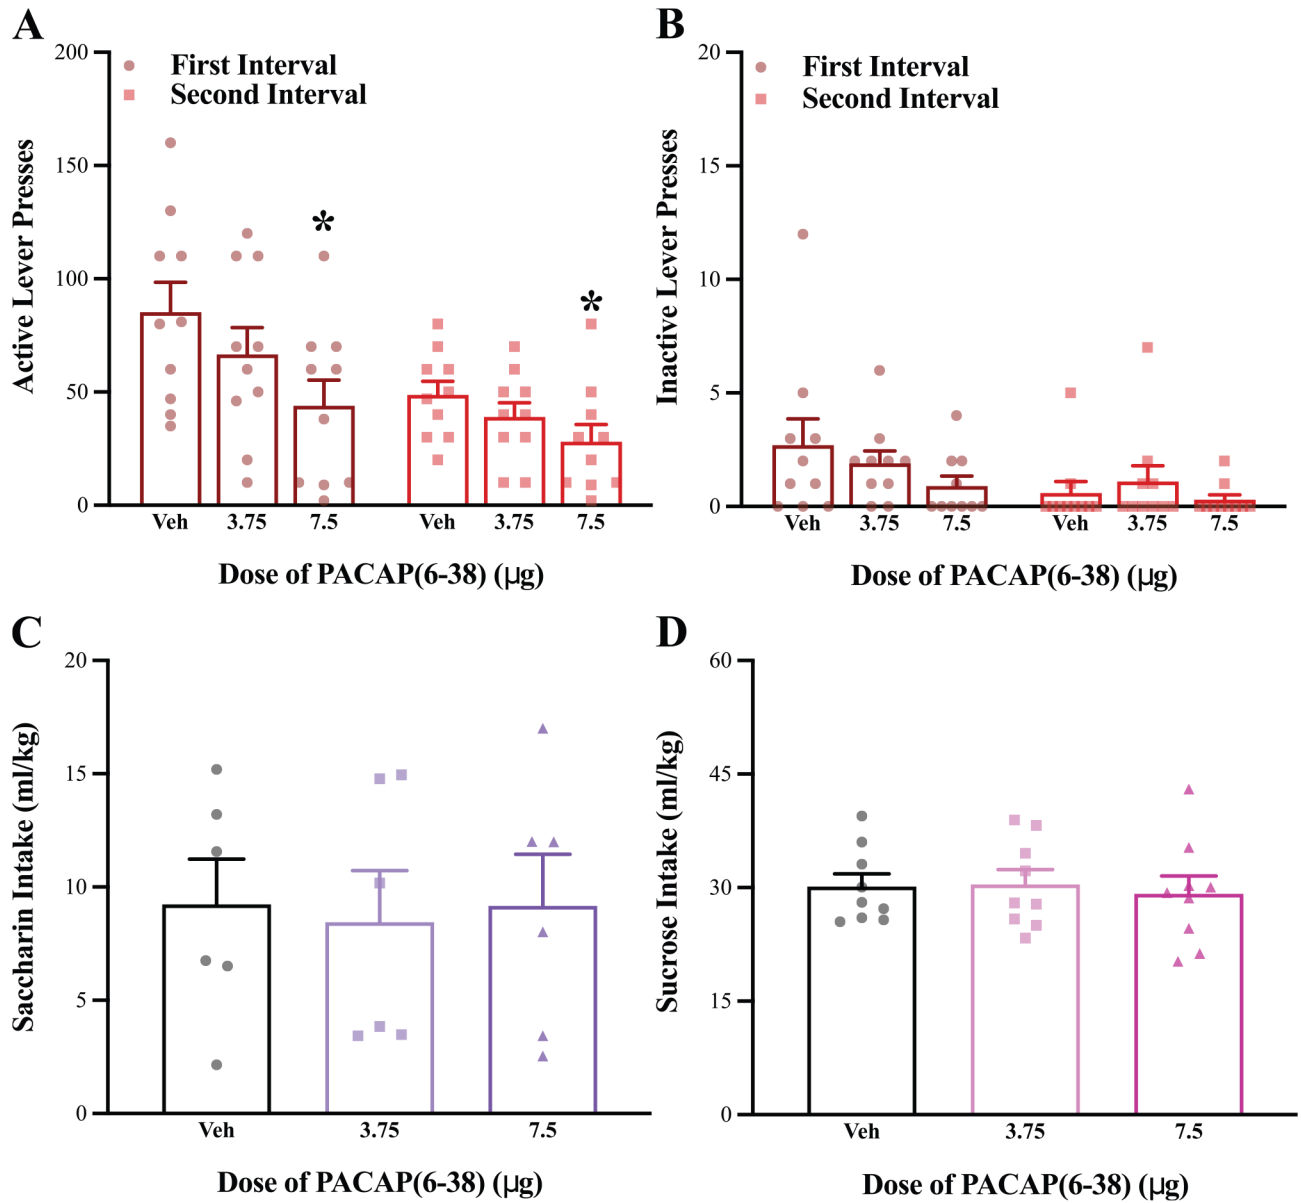 A
200
150
100
50
0
Active Lever Presses
First Interval
Second Interval
*
*
Veh 3.75 7.5 Veh 3.75 7.5
Dose of PACAP(6-38) (µg)
B
20
15
10
5
0
Inactive Lever Presses
First Interval
Second Interval
Veh 3.75 7.5 Veh 3.75 7.5
Dose of PACAP(6-38) (µg)
C
20
15
10
5
0
Saccharin Intake (ml/kg)
Veh 3.75 7.5
Dose of PACAP(6-38) (µg)
D
60
45
30
15
0
Sucrose Intake (ml/kg)
Veh 3.75 7.5
Dose of PACAP(6-38) (µg)